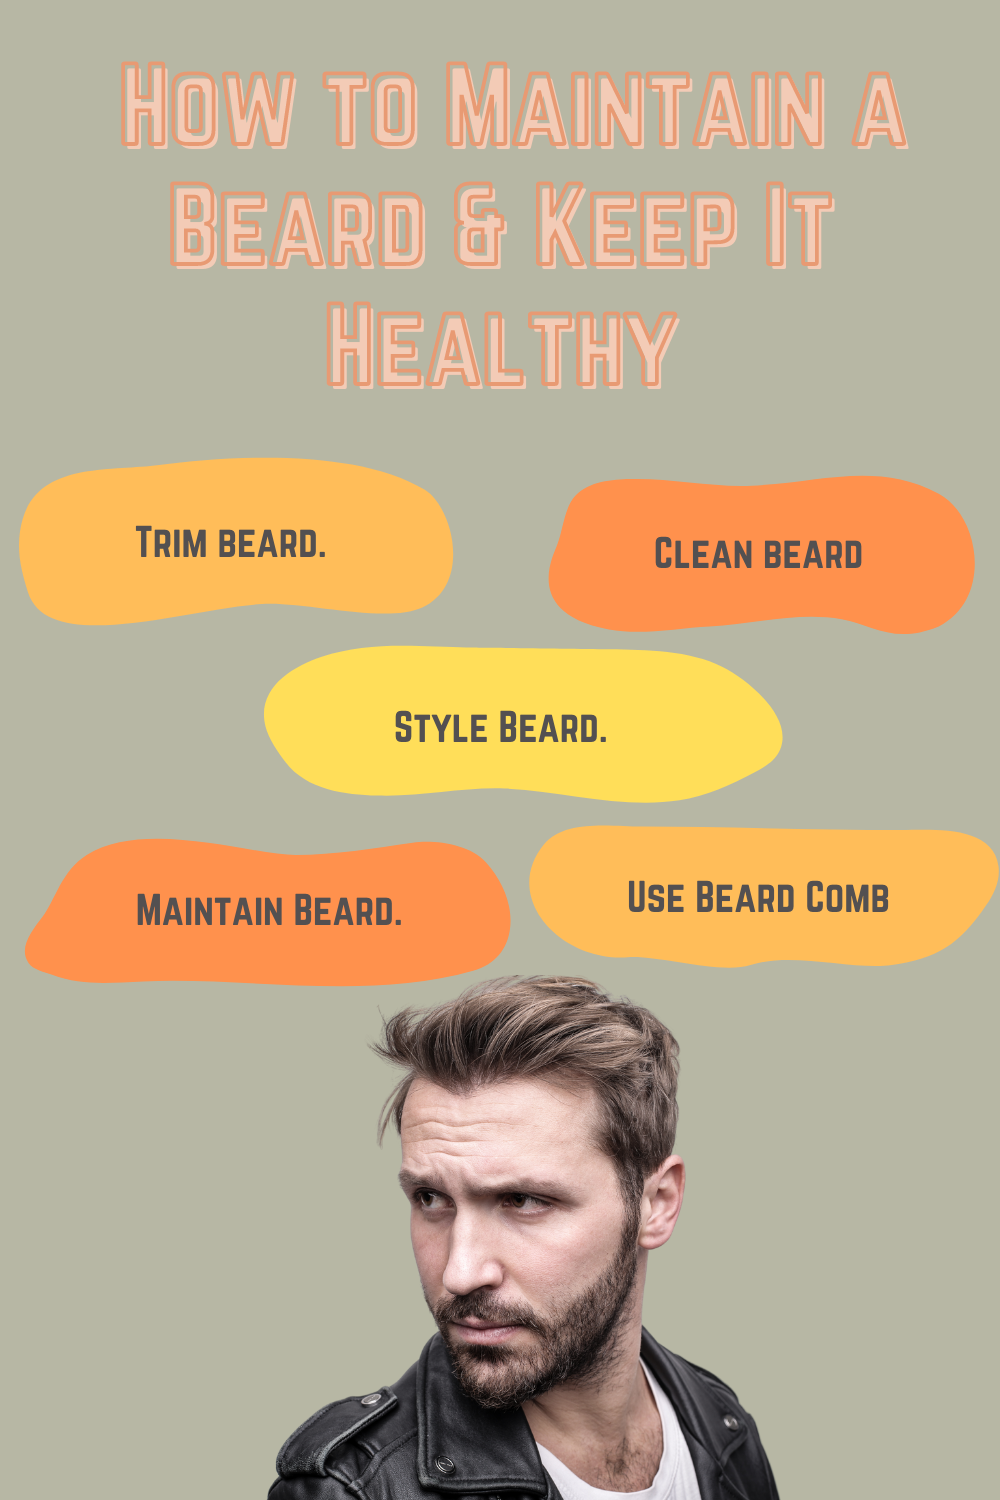 How to Maintain a
Beard & Keep It
Healthy
Trim beard.
Clean beard
Style Beard.
Maintain Beard.
Use Beard Comb